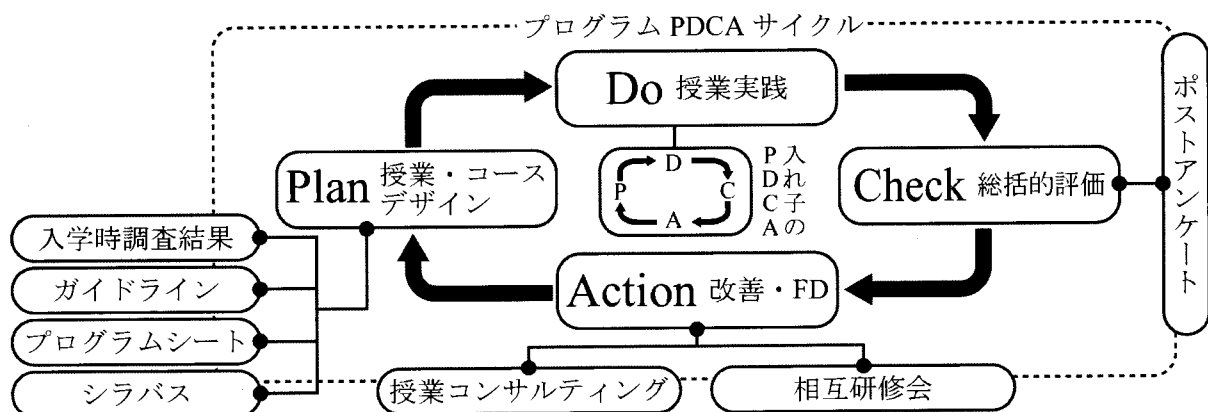 プログラム PDCA サイクル
Do 授業実践
Plan 授業・コース
デザイン
D
P
C
A
入れ子の
PDCA
Check 総括的評価
ポストアンケート
Action 改善・FD
入学時調査結果
ガイドライン
プログラムシート
シラバス
授業コンサルティング
相互研修会